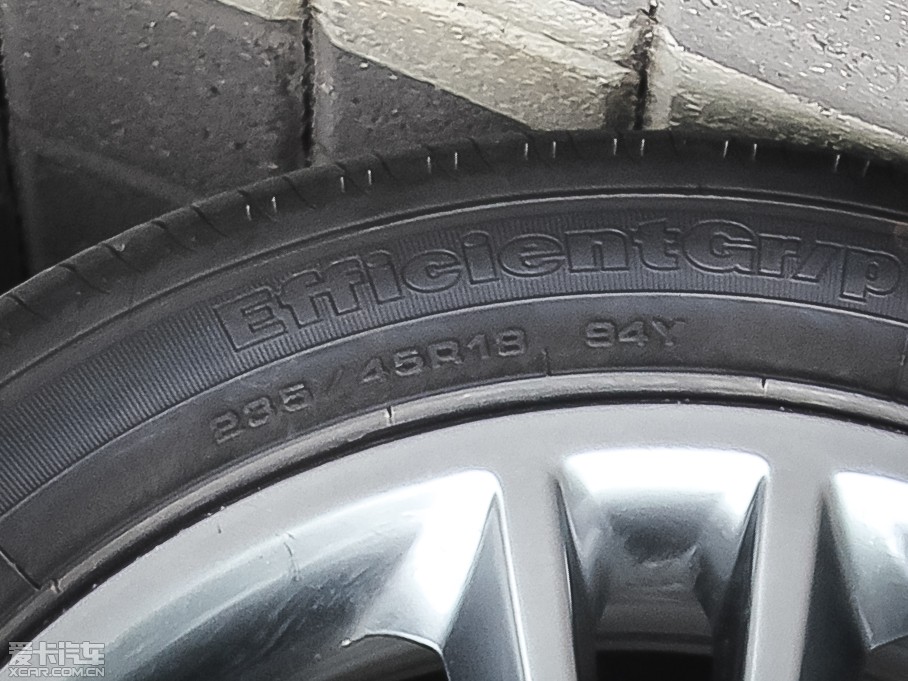 EfficientGrip
235/45R18 94Y
爱卡汽车
XCAR.COM.CN